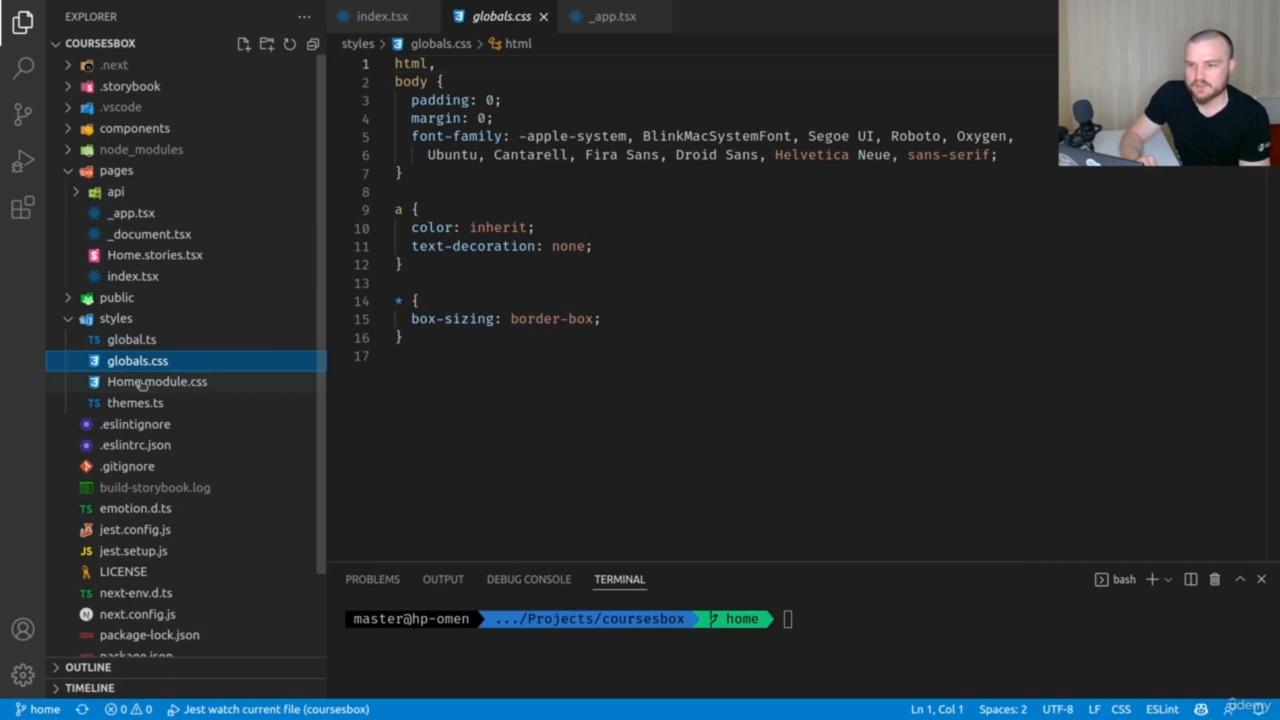 EXPLORER
COURSESBOX
.next
.storybook
.vscode
components
node_modules
pages
api
_app.tsx
_document.tsx
Home.stories.tsx
index.tsx
public
styles
global.ts
globals.css
Home.module.css
themes.ts
.eslintignore
.eslintrc.json
.gitignore
build-storybook.log
emotion.d.ts
jest.config.js
jest.setup.js
LICENSE
next-env.d.ts
next.config.js
package-lock.json
package.json
OUTLINE
TIMELINE
index.tsx
globals.css
_app.tsx
styles > globals.css > html
1 html,
2 body {
3 padding: 0;
4 margin: 0;
5 font-family: -apple-system, BlinkMacSystemFont, Segoe UI, Roboto, Oxygen,
6 Ubuntu, Cantarell, Fira Sans, Droid Sans, Helvetica Neue, sans-serif;
7 }
8
9 a {
10 color: inherit;
11 text-decoration: none;
12 }
13
14 * {
15 box-sizing: border-box;
16 }
17
PROBLEMS OUTPUT DEBUG CONSOLE TERMINAL
bash
master@hp-omen .../Projects/coursesbox home
home 0 0 Jest watch current file (coursesbox)
Ln 1, Col 1 Spaces: 2 UTF-8 LF CSS ESLint
udemy